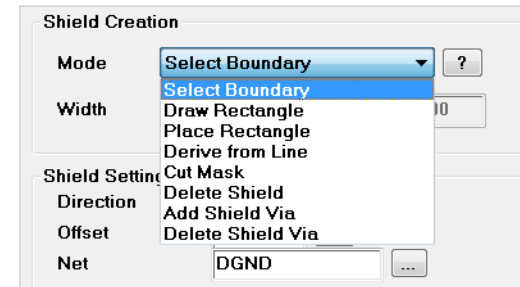 Shield Creation
Mode Select Boundary ?
Select Boundary
Width Draw Rectangle
Place Rectangle
Derive from Line
Cut Mask
Shield Setting
Delete Shield
Direction
Add Shield Via
Offset Delete Shield Via
Net DGND ...